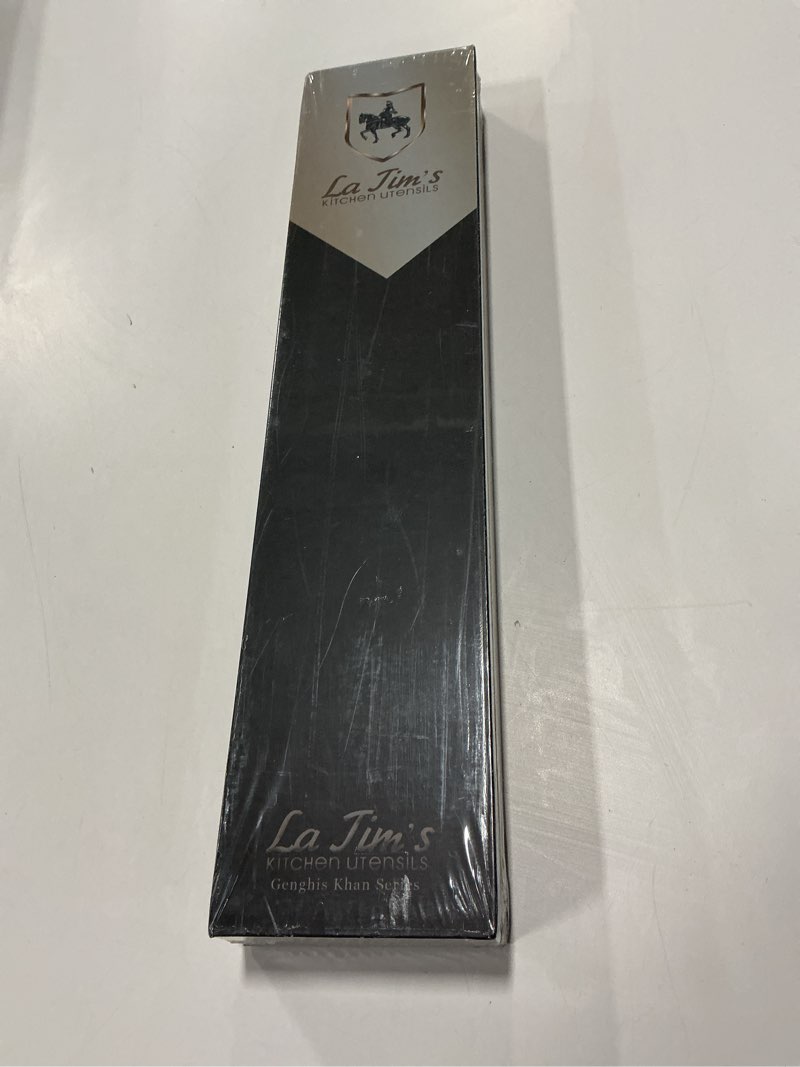 La Jim's
KITCHEN UTENSILS
La Jim's
KITCHEN UTENSILS
Genghis Khan Series